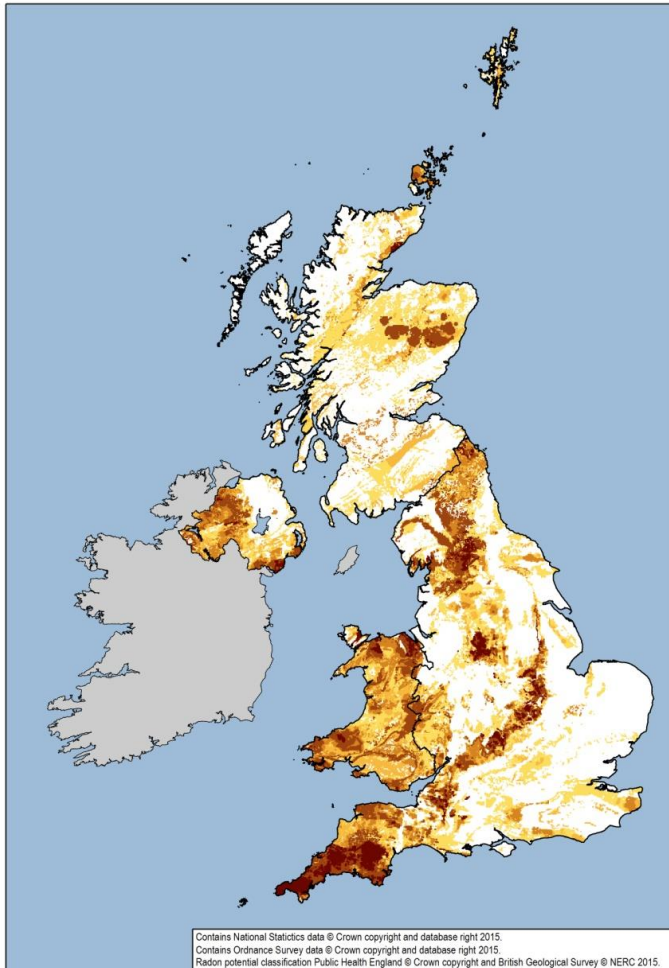 Contains National Statictics data © Crown copyright and database right 2015.
Contains Ordnance Survey data © Crown copyright and database right 2015.
Radon potential classification Public Health England © Crown copyright and British Geological Survey © NERC 2015.